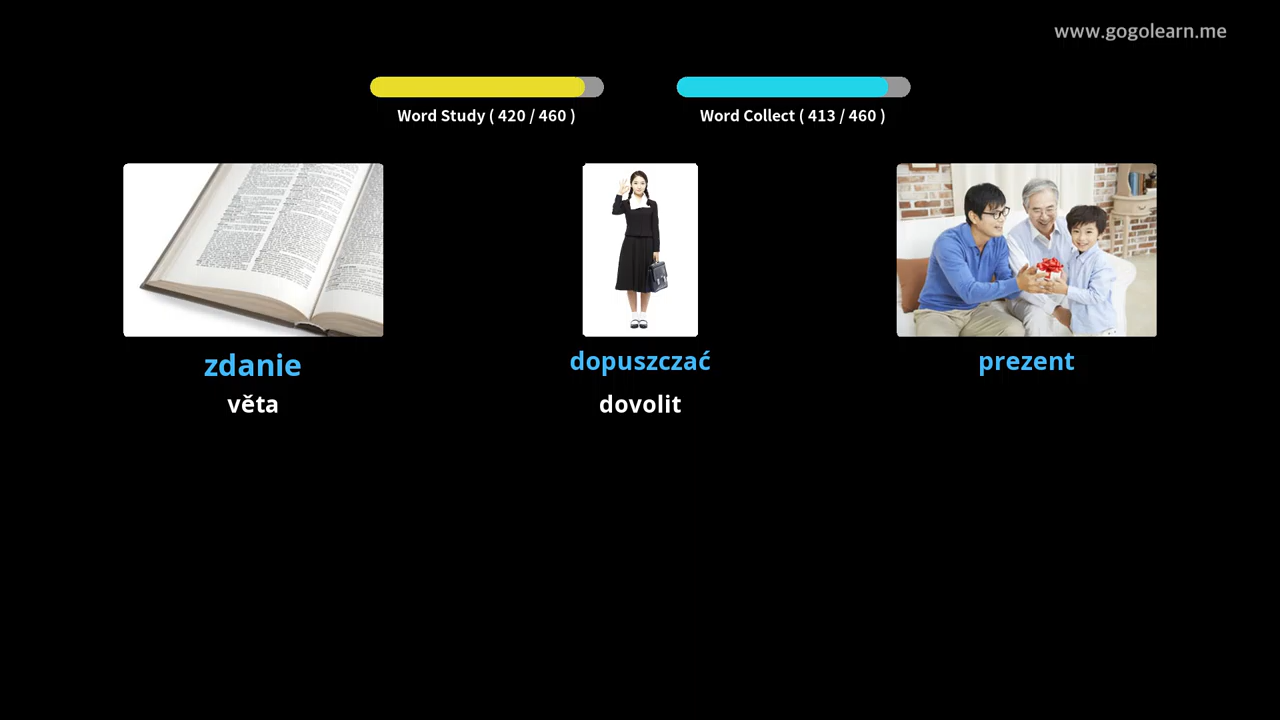 www.gogolearn.me
Word Study ( 420 / 460 )
Word Collect ( 413 / 460 )
zdanie
dopuszczać
prezent
věta
dovolit